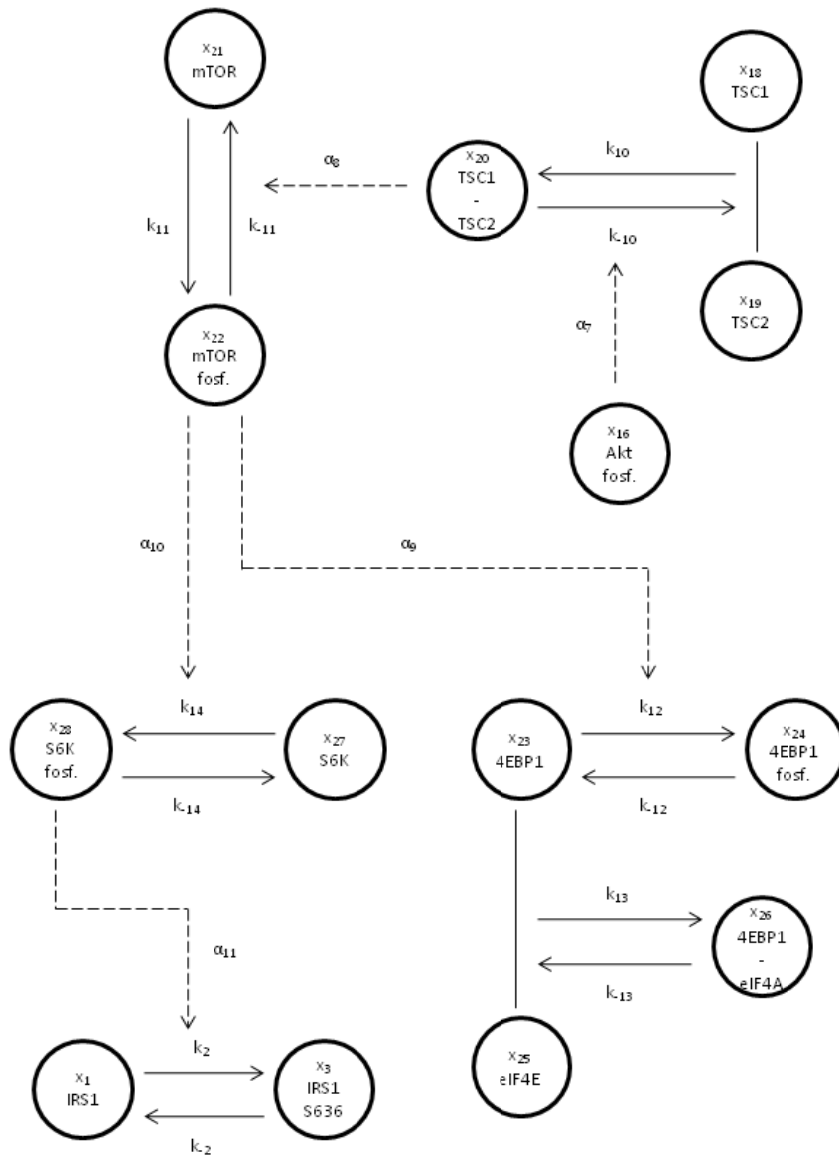 x₂₁
mTOR
x₁₈
TSC1
k₁₀
x₂₀
TSC1
-
TSC2
α₈
k₋₁₀
k₁₁
k₋₁₁
x₁₉
TSC2
α₇
x₂₂
mTOR
fosf.
x₁₆
Akt
fosf.
α₁₀
α₉
k₁₄
k₁₂
x₂₈
S6K
fosf.
x₂₇
S6K
x₂₃
4EBP1
x₂₄
4EBP1
fosf.
k₋₁₄
k₋₁₂
k₁₃
x₂₆
4EBP1
-
eIF4A
k₋₁₃
α₁₁
k₂
x₁
IRS1
x₃
IRS1
S636
k₋₂
x₂₅
eIF4E